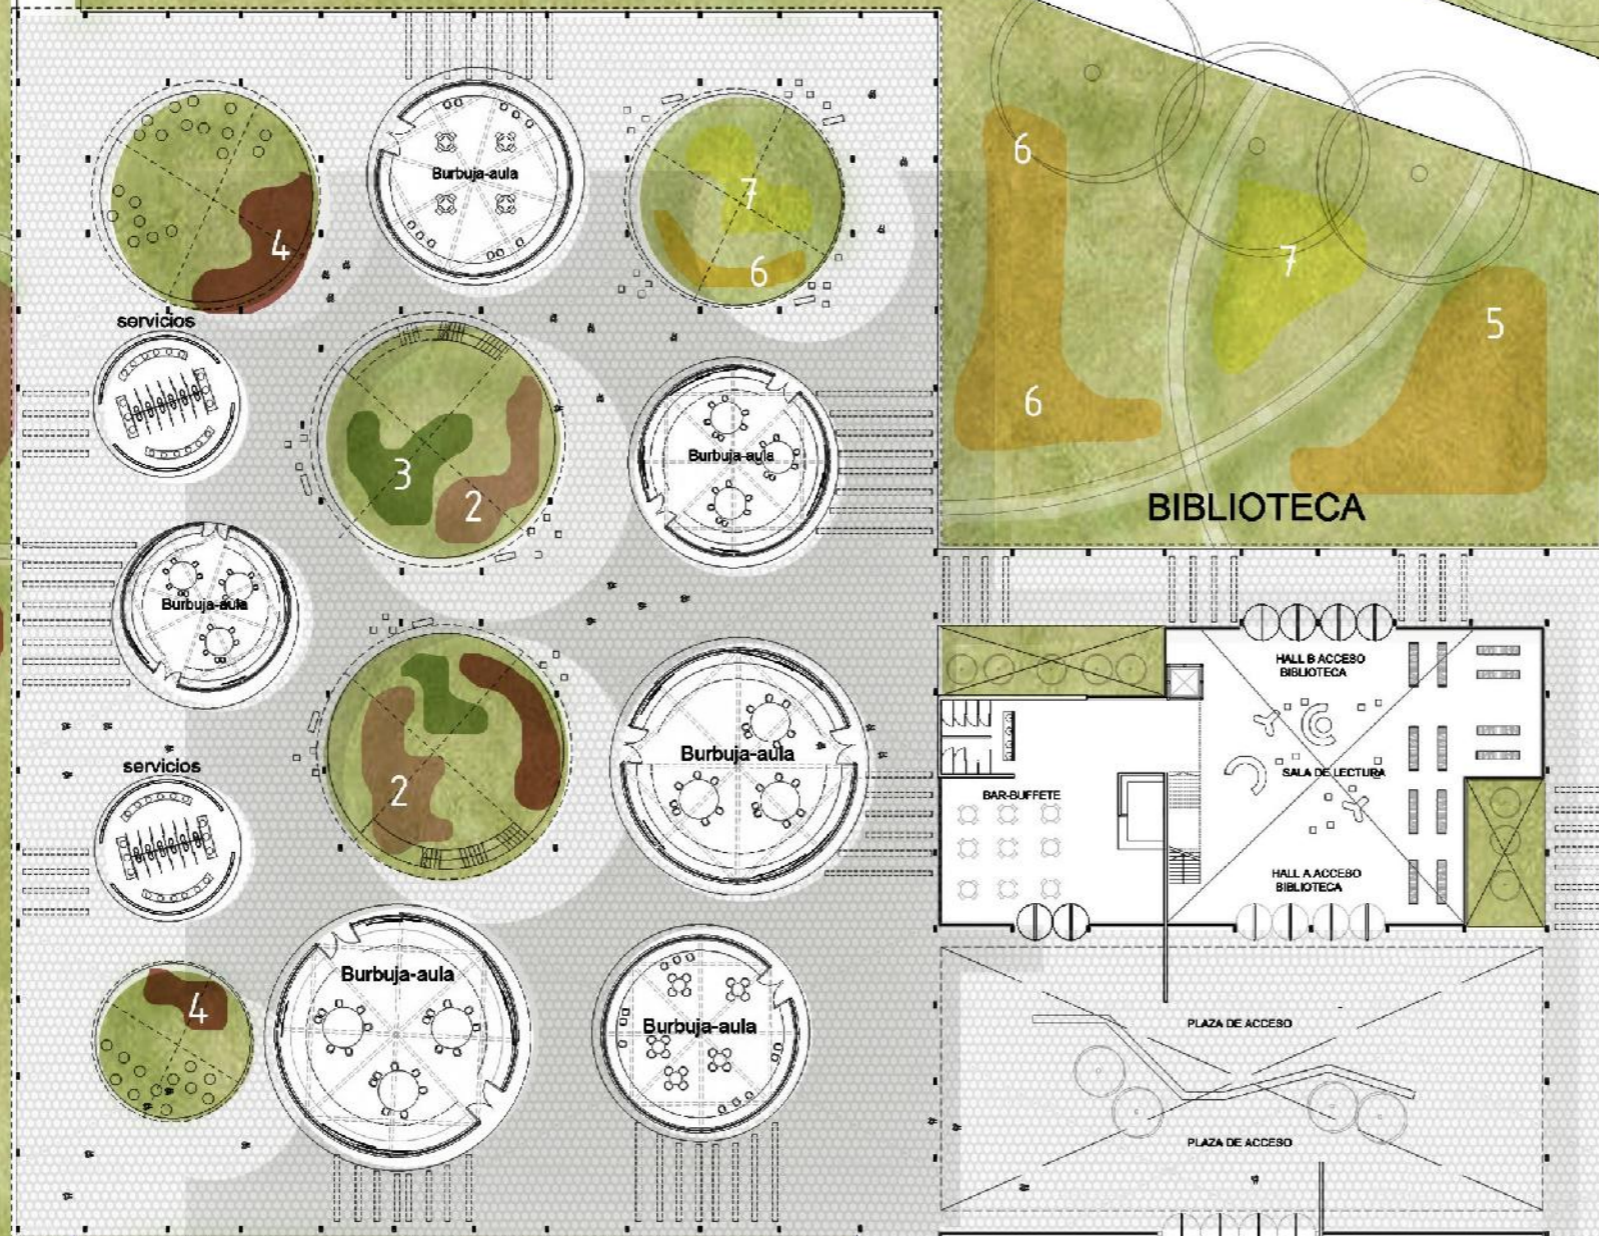 Burbuja-aula
4
7
6
servicios
3
2
Burbuja-aula
Burbuja-aula
2
servicios
Burbuja-aula
4
Burbuja-aula
Burbuja-aula
6
7
6
5
BIBLIOTECA
HALL B ACCESO
BIBLIOTECA
SALA DE LECTURA
BAR-BUFFETE
HALL A ACCESO
BIBLIOTECA
PLAZA DE ACCESO
PLAZA DE ACCESO